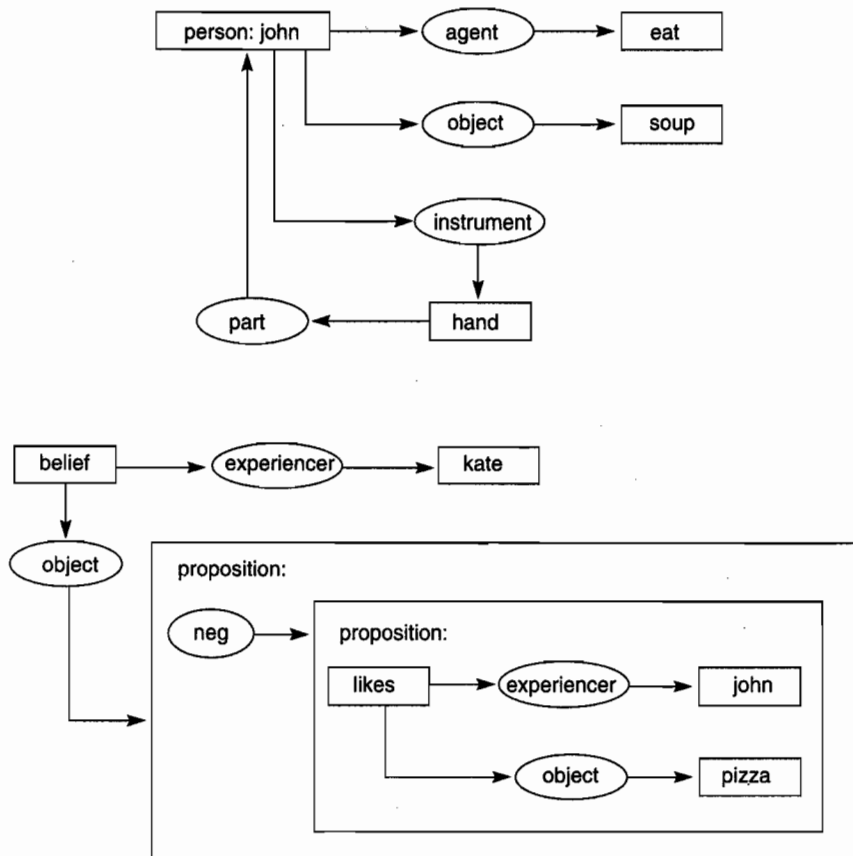 person: john
agent
eat
object
soup
instrument
part
hand
belief
experiencer
kate
object
proposition:
neg
proposition:
likes
experiencer
john
object
pizza